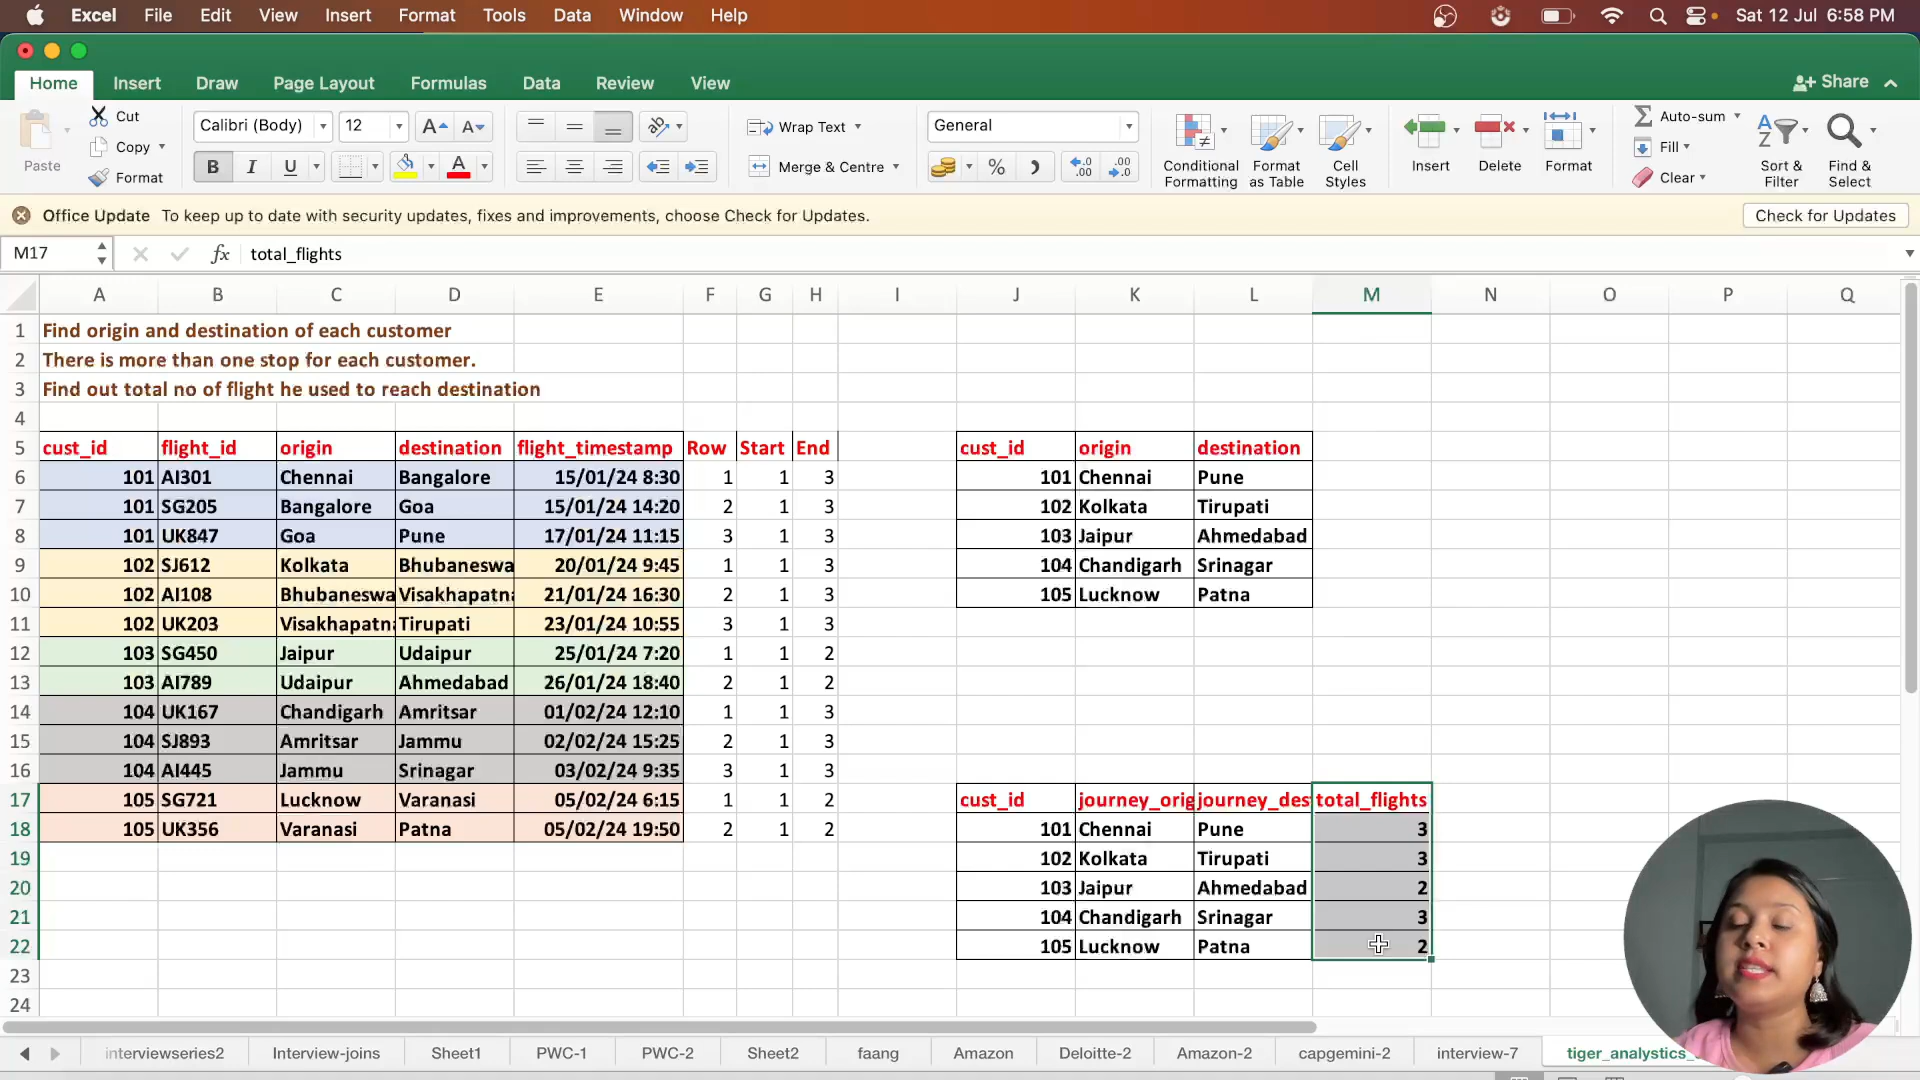 Excel File Edit View Insert Format Tools Data Window Help Sat 12 Jul 6:58 PM
Home Insert Draw Page Layout Formulas Data Review View Share
Paste Cut Copy Format
Calibri (Body) 12
B I U
Wrap Text
Merge & Centre
General
Conditional Formatting
Format as Table
Cell Styles
Insert Delete Format
Auto-sum
Fill
Clear
Sort & Filter
Find & Select
Office Update To keep up to date with security updates, fixes and improvements, choose Check for Updates. Check for Updates
M17 fx total_flights
A B C D E F G H I J K L M N O P Q
1 Find origin and destination of each customer
2 There is more than one stop for each customer.
3 Find out total no of flight he used to reach destination
4
5 cust_id flight_id origin destination flight_timestamp Row Start End cust_id origin destination
6 101 AI301 Chennai Bangalore 15/01/24 8:30 1 1 3 101 Chennai Pune
7 101 SG205 Bangalore Goa 15/01/24 14:20 2 1 3 102 Kolkata Tirupati
8 101 UK847 Goa Pune 17/01/24 11:15 3 1 3 103 Jaipur Ahmedabad
9 102 SJ612 Kolkata Bhubaneswa 20/01/24 9:45 1 1 3 104 Chandigarh Srinagar
10 102 AI108 Bhubaneswa Visakhapatn 21/01/24 16:30 2 1 3 105 Lucknow Patna
11 102 UK203 Visakhapatn Tirupati 23/01/24 10:55 3 1 3
12 103 SG450 Jaipur Udaipur 25/01/24 7:20 1 1 2
13 103 AI789 Udaipur Ahmedabad 26/01/24 18:40 2 1 2
14 104 UK167 Chandigarh Amritsar 01/02/24 12:10 1 1 3
15 104 SJ893 Amritsar Jammu 02/02/24 15:25 2 1 3
16 104 AI445 Jammu Srinagar 03/02/24 9:35 3 1 3
17 105 SG721 Lucknow Varanasi 05/02/24 6:15 1 1 2 cust_id journey_orig journey_des total_flights
18 105 UK356 Varanasi Patna 05/02/24 19:50 2 1 2 101 Chennai Pune 3
19 102 Kolkata Tirupati 3
20 103 Jaipur Ahmedabad 2
21 104 Chandigarh Srinagar 3
22 105 Lucknow Patna 2
23
24
interviewseries2 Interview-joins Sheet1 PWC-1 PWC-2 Sheet2 faang Amazon Deloitte-2 Amazon-2 capgemini-2 interview-7 tiger_analystics_